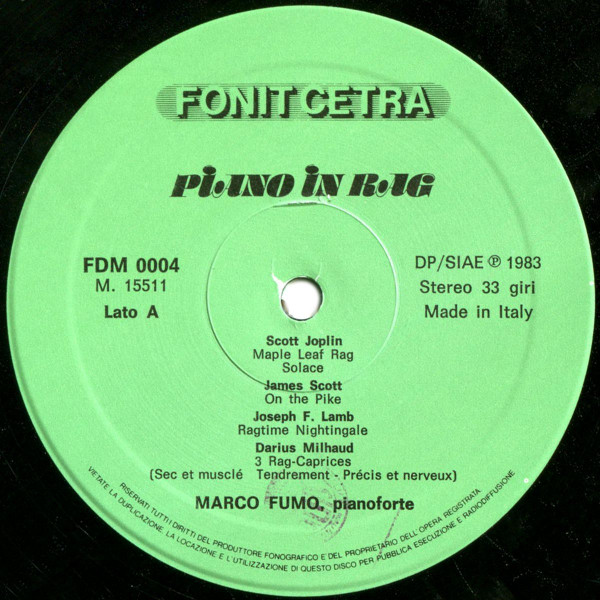 FONIT CETRA
PIANO IN RAG
FDM 0004
M. 15511
Lato A
DP/SIAE ℗ 1983
Stereo 33 giri
Made in Italy
Scott Joplin
Maple Leaf Rag
Solace
James Scott
On the Pike
Joseph F. Lamb
Ragtime Nightingale
Darius Milhaud
3 Rag-Caprices
(Sec et musclé Tendrement - Précis et nerveux)
MARCO FUMO, pianoforte
RISERVATI TUTTI I DIRITTI DEL PRODUTTORE FONOGRAFICO E DEL PROPRIETARIO DELL'OPERA REGISTRATA
VIETATE LA DUPLICAZIONE, LA LOCAZIONE E L'UTILIZZAZIONE DI QUESTO DISCO PER PUBBLICA ESECUZIONE E RADIODIFFUSIONE